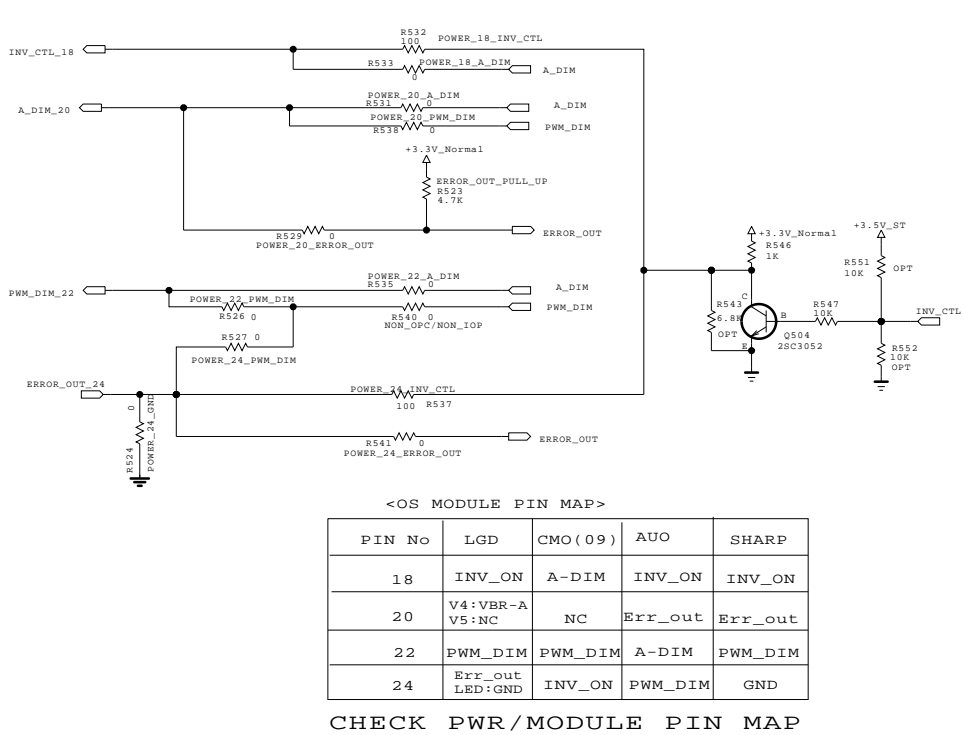 R532
100
POWER_18_INV_CTL
INV_CTL_18
R533
0
POWER_18_A_DIM
A_DIM
POWER_20_A_DIM
R531
0
A_DIM
A_DIM_20
POWER_20_PWM_DIM
R538
0
PWM_DIM
+3.3V_Normal
ERROR_OUT_PULL_UP
R523
4.7K
R529
0
POWER_20_ERROR_OUT
ERROR_OUT
+3.5V_ST
+3.3V_Normal
R546
1K
R551
10K
OPT
POWER_22_A_DIM
R535
0
A_DIM
PWM_DIM_22
POWER_22_PWM_DIM
R526 0
R540 0
NON_OPC/NON_IOP
PWM_DIM
C
R543
6.8K
OPT
B
E
Q504
2SC3052
R547
10K
INV_CTL
R552
10K
OPT
R527 0
POWER_24_PWM_DIM
ERROR_OUT_24
POWER_24_INV_CTL
100 R537
0
R524
POWER_24_GND
R541
0
POWER_24_ERROR_OUT
ERROR_OUT
<OS MODULE PIN MAP>
PIN No LGD CMO(09) AUO SHARP
18 INV_ON A-DIM INV_ON INV_ON
20 V4:VBR-A V5:NC NC Err_out Err_out
22 PWM_DIM PWM_DIM A-DIM PWM_DIM
24 Err_out LED:GND INV_ON PWM_DIM GND
CHECK PWR/MODULE PIN MAP